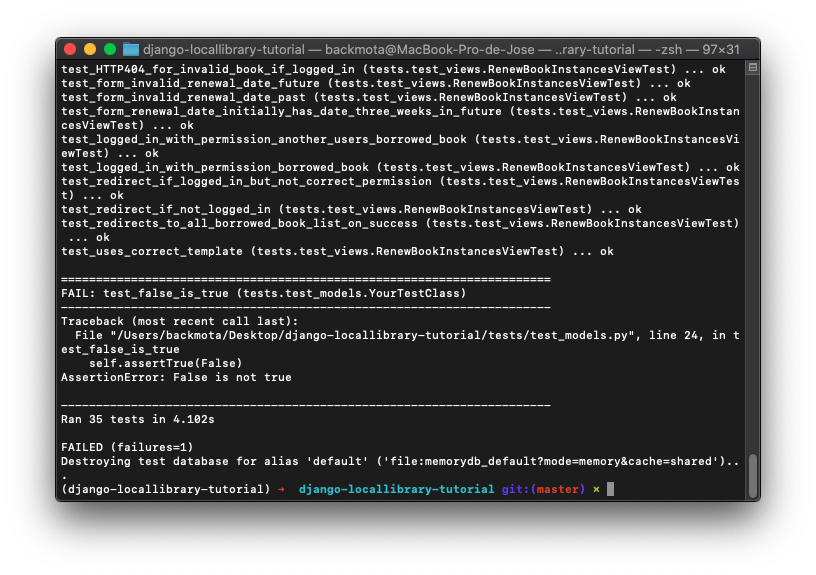 django-locallibrary-tutorial — backmota@MacBook-Pro-de-Jose — ..rary-tutorial — -zsh — 97×31
test_HTTP404_for_invalid_book_if_logged_in (tests.test_views.RenewBookInstancesViewTest) ... ok
test_form_invalid_renewal_date_future (tests.test_views.RenewBookInstancesViewTest) ... ok
test_form_invalid_renewal_date_past (tests.test_views.RenewBookInstancesViewTest) ... ok
test_form_renewal_date_initially_has_date_three_weeks_in_future (tests.test_views.RenewBookInstan
cesViewTest) ... ok
test_logged_in_with_permission_another_users_borrowed_book (tests.test_views.RenewBookInstancesVi
ewTest) ... ok
test_logged_in_with_permission_borrowed_book (tests.test_views.RenewBookInstancesViewTest) ... ok
test_redirect_if_logged_in_but_not_correct_permission (tests.test_views.RenewBookInstancesViewTes
t) ... ok
test_redirect_if_not_logged_in (tests.test_views.RenewBookInstancesViewTest) ... ok
test_redirects_to_all_borrowed_book_list_on_success (tests.test_views.RenewBookInstancesViewTest)
 ... ok
test_uses_correct_template (tests.test_views.RenewBookInstancesViewTest) ... ok
======================================================================
FAIL: test_false_is_true (tests.test_models.YourTestClass)
----------------------------------------------------------------------
Traceback (most recent call last):
  File "/Users/backmota/Desktop/django-locallibrary-tutorial/tests/test_models.py", line 24, in t
est_false_is_true
    self.assertTrue(False)
AssertionError: False is not true
----------------------------------------------------------------------
Ran 35 tests in 4.102s
FAILED (failures=1)
Destroying test database for alias 'default' ('file:memorydb_default?mode=memory&cache=shared')..
.
(django-locallibrary-tutorial) → django-locallibrary-tutorial git:(master) ×